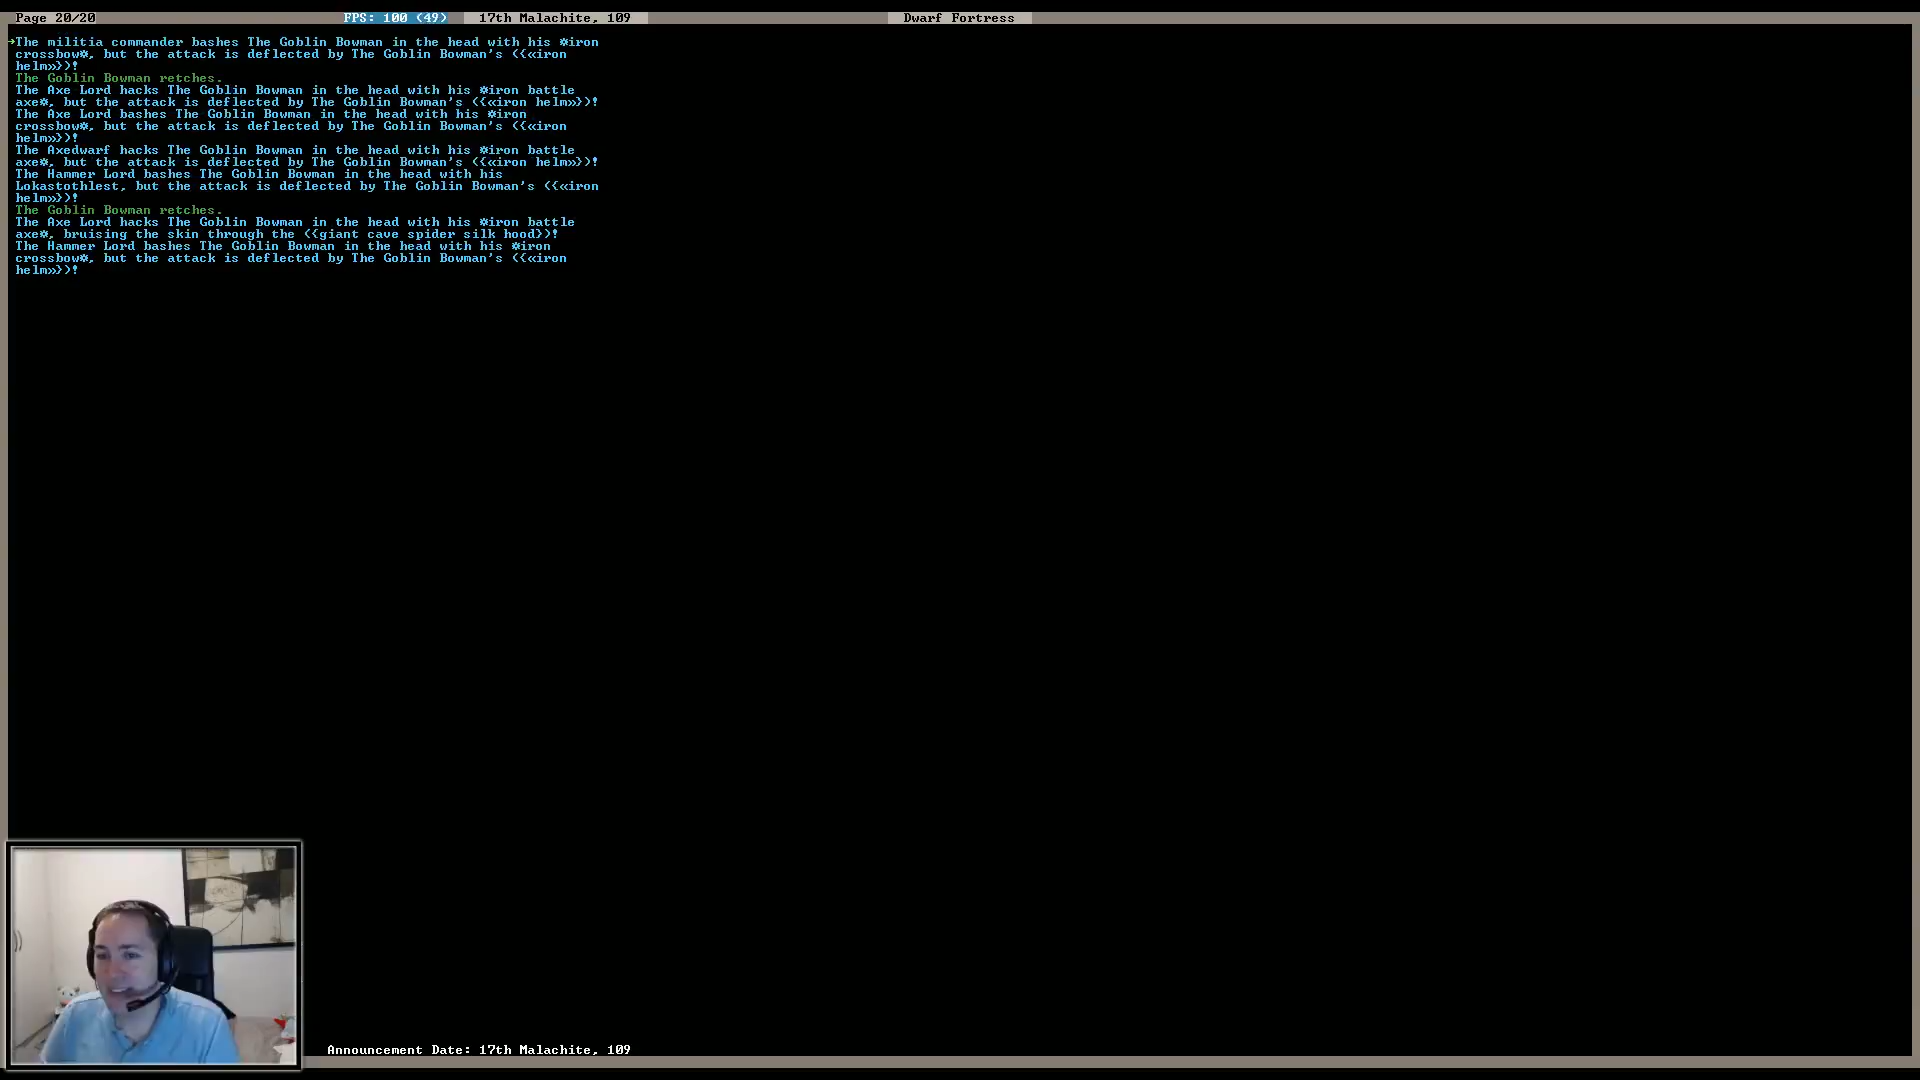 Page 20/20 FPS: 100 (49) 17th Malachite, 109 Dwarf Fortress
→The militia commander bashes The Goblin Bowman in the head with his ☼iron
crossbow☼, but the attack is deflected by The Goblin Bowman's ({«iron
helm»})!
The Goblin Bowman retches.
The Axe Lord hacks The Goblin Bowman in the head with his ☼iron battle
axe☼, but the attack is deflected by The Goblin Bowman's ({«iron helm»})!
The Axe Lord bashes The Goblin Bowman in the head with his ☼iron
crossbow☼, but the attack is deflected by The Goblin Bowman's ({«iron
helm»})!
The Axedwarf hacks The Goblin Bowman in the head with his ☼iron battle
axe☼, but the attack is deflected by The Goblin Bowman's ({«iron helm»})!
The Hammer Lord bashes The Goblin Bowman in the head with his
Lokastothlest, but the attack is deflected by The Goblin Bowman's ({«iron
helm»})!
The Goblin Bowman retches.
The Axe Lord hacks The Goblin Bowman in the head with his ☼iron battle
axe☼, bruising the skin through the ({giant cave spider silk hood})!
The Hammer Lord bashes The Goblin Bowman in the head with his ☼iron
crossbow☼, but the attack is deflected by The Goblin Bowman's ({«iron
helm»})!
Announcement Date: 17th Malachite, 109